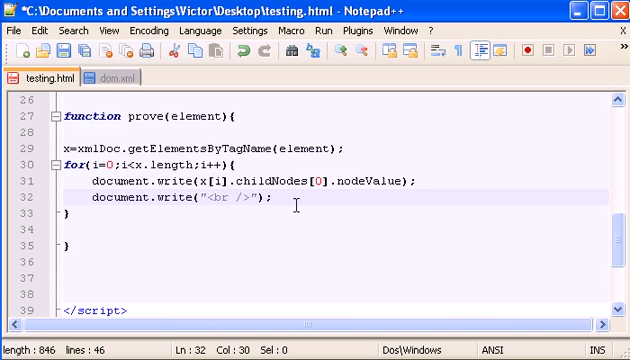 *C:\Documents and Settings\Victor\Desktop\testing.html - Notepad++
File Edit Search View Encoding Language Settings Macro Run Plugins Window ? X
testing.html dom.xml
26
27 function prove(element){
28
29 x=xmlDoc.getElementsByTagName(element);
30 for(i=0;i<x.length;i++){
31 document.write(x[i].childNodes[0].nodeValue);
32 document.write("<br />");
33 }
34
35 }
36
37
38
39 </script>
length : 846 lines : 46 Ln : 32 Col : 30 Sel : 0 Dos\Windows ANSI INS